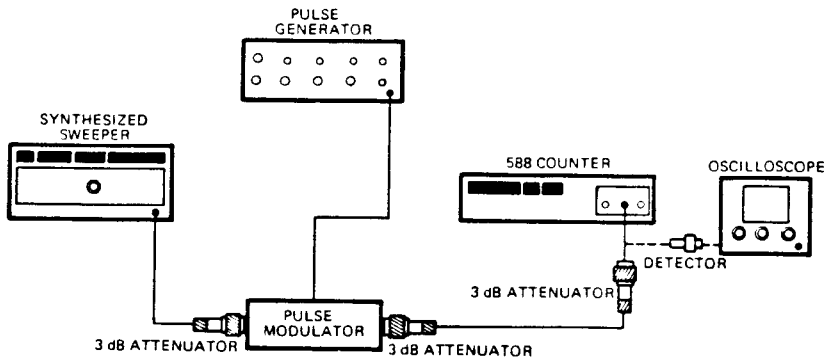 PULSE
GENERATOR
SYNTHESIZED
SWEEPER
588 COUNTER
OSCILLOSCOPE
DETECTOR
3 dB ATTENUATOR
PULSE
MODULATOR
3 dB ATTENUATOR
3 dB ATTENUATOR